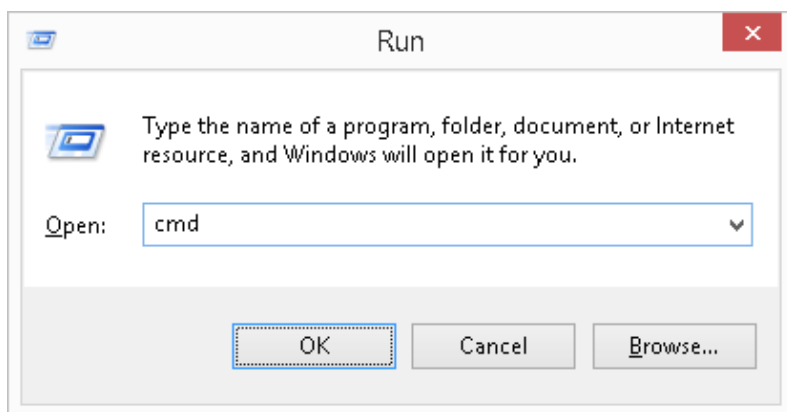 Run
Type the name of a program, folder, document, or Internet
resource, and Windows will open it for you.
Open: cmd
OK Cancel Browse...